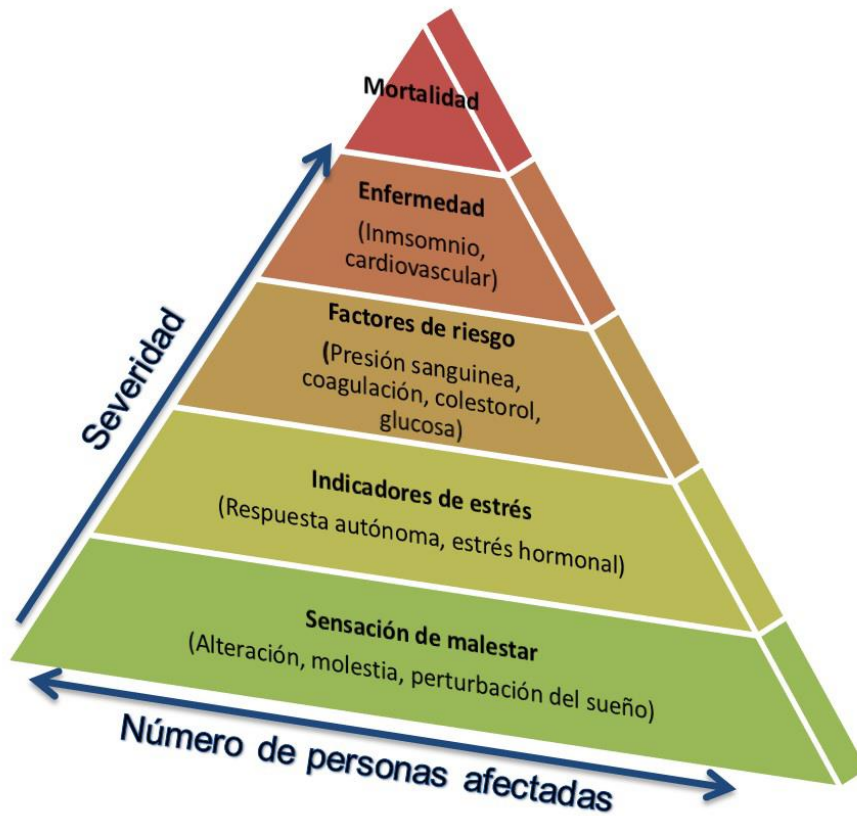 Mortalidad
Enfermedad
(Inmsomnio,
cardiovascular)
Factores de riesgo
(Presión sanguinea,
coagulación, colestorol,
glucosa)
Indicadores de estrés
(Respuesta autónoma, estrés hormonal)
Sensación de malestar
(Alteración, molestia, perturbación del sueño)
Severidad
Número de personas afectadas